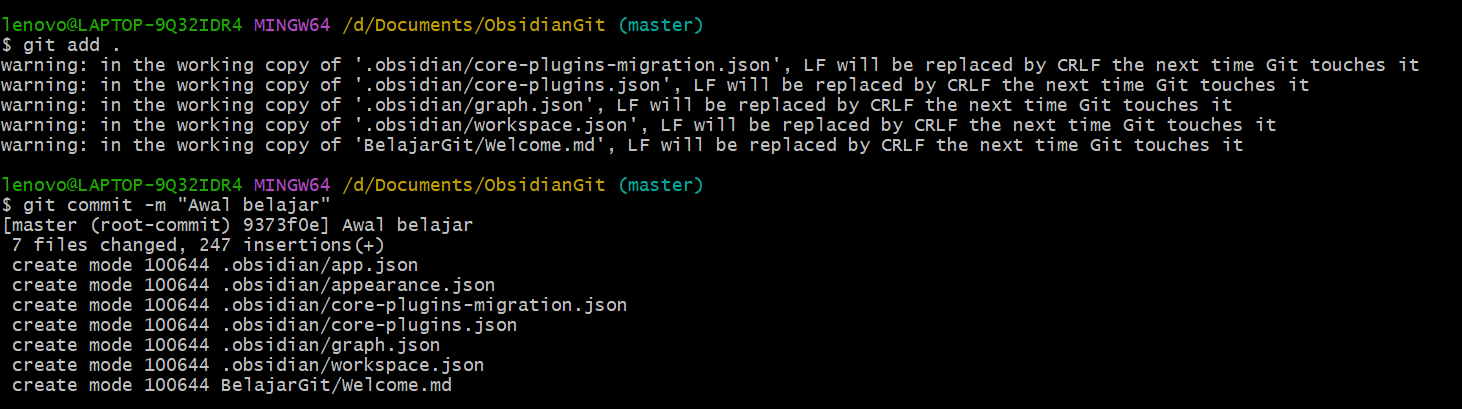 lenovo@LAPTOP-9Q32IDR4 MINGW64 /d/Documents/ObsidianGit (master)
$ git add .
warning: in the working copy of '.obsidian/core-plugins-migration.json', LF will be replaced by CRLF the next time Git touches it
warning: in the working copy of '.obsidian/core-plugins.json', LF will be replaced by CRLF the next time Git touches it
warning: in the working copy of '.obsidian/graph.json', LF will be replaced by CRLF the next time Git touches it
warning: in the working copy of '.obsidian/workspace.json', LF will be replaced by CRLF the next time Git touches it
warning: in the working copy of 'BelajarGit/Welcome.md', LF will be replaced by CRLF the next time Git touches it
lenovo@LAPTOP-9Q32IDR4 MINGW64 /d/Documents/ObsidianGit (master)
$ git commit -m "Awal belajar"
[master (root-commit) 9373f0e] Awal belajar
 7 files changed, 247 insertions(+)
 create mode 100644 .obsidian/app.json
 create mode 100644 .obsidian/appearance.json
 create mode 100644 .obsidian/core-plugins-migration.json
 create mode 100644 .obsidian/core-plugins.json
 create mode 100644 .obsidian/graph.json
 create mode 100644 .obsidian/workspace.json
 create mode 100644 BelajarGit/Welcome.md